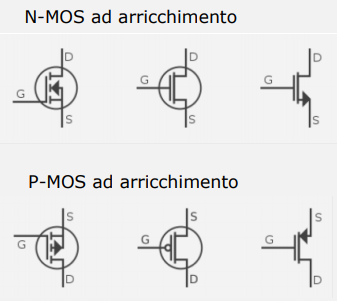 N-MOS ad arricchimento
D D D
G G G
S S S
P-MOS ad arricchimento
S S S
G G G
D D D